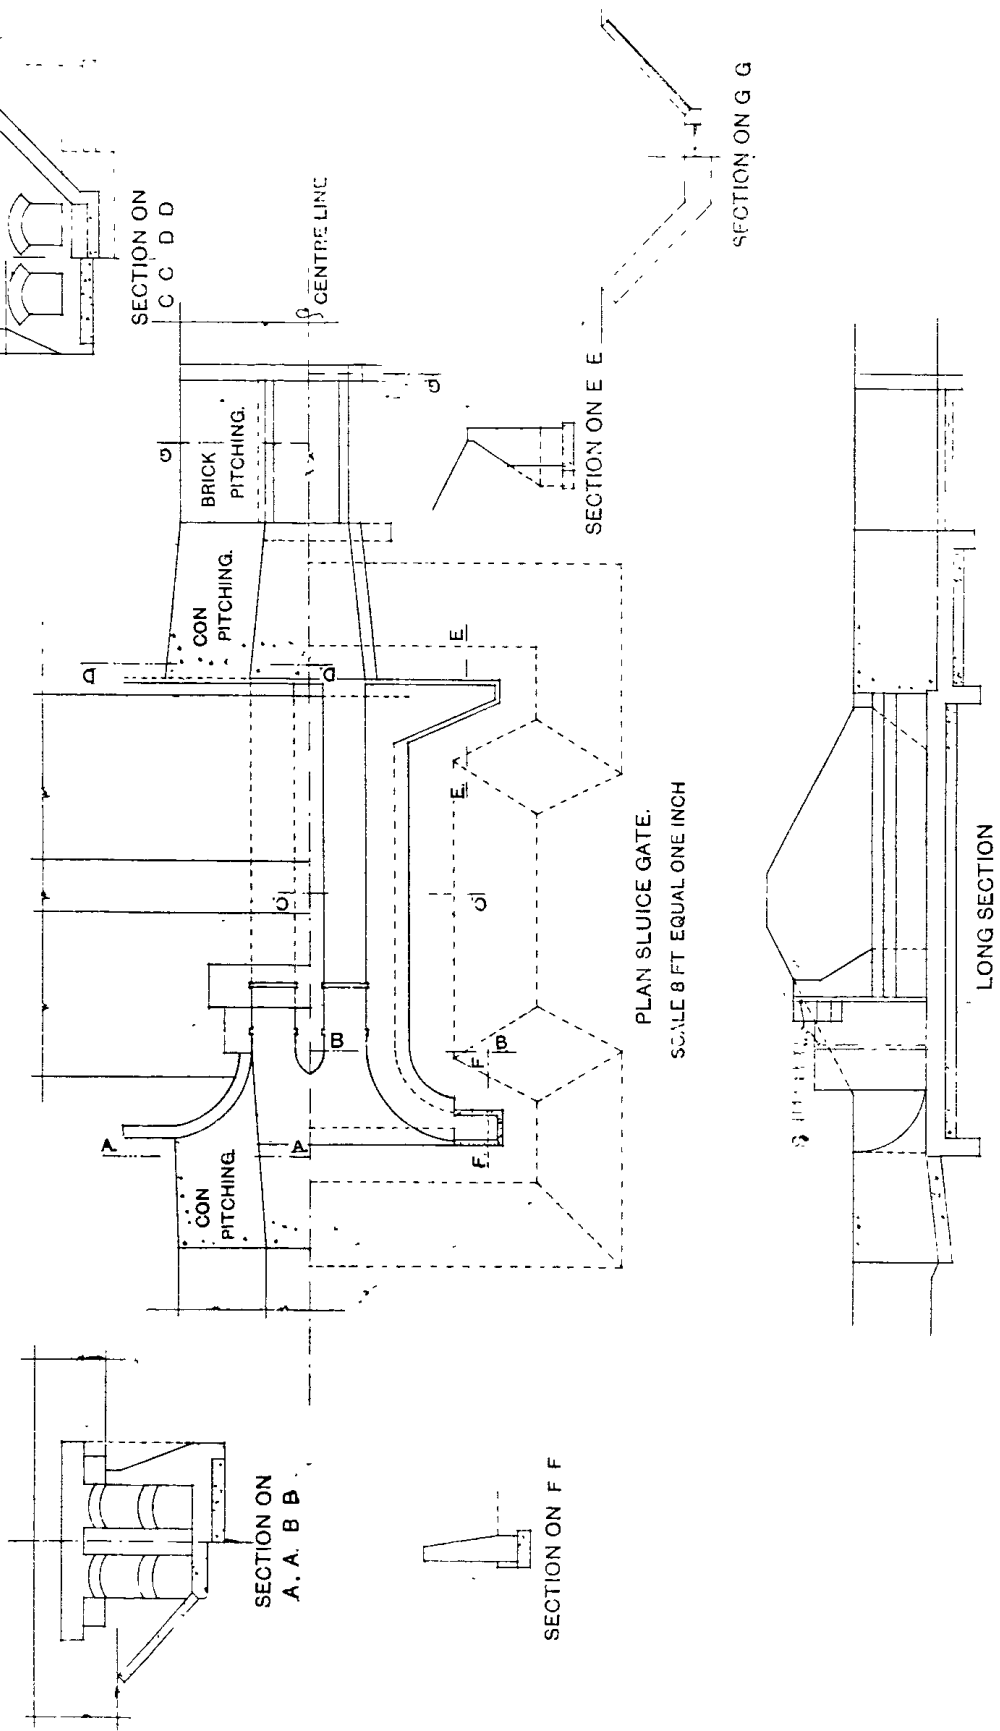 SECTION ON
C C D D
CENTRE LINE
SECTION ON G G
BRICK
PITCHING.
G
G
CON
PITCHING.
D
D
E
E
SECTION ON E E
C
C
B
B
F
F
A
A
CON
PITCHING
PLAN SLUICE GATE.
SCALE 8 FT EQUAL ONE INCH
SECTION ON
A. A. B B
SECTION ON F F
LONG SECTION